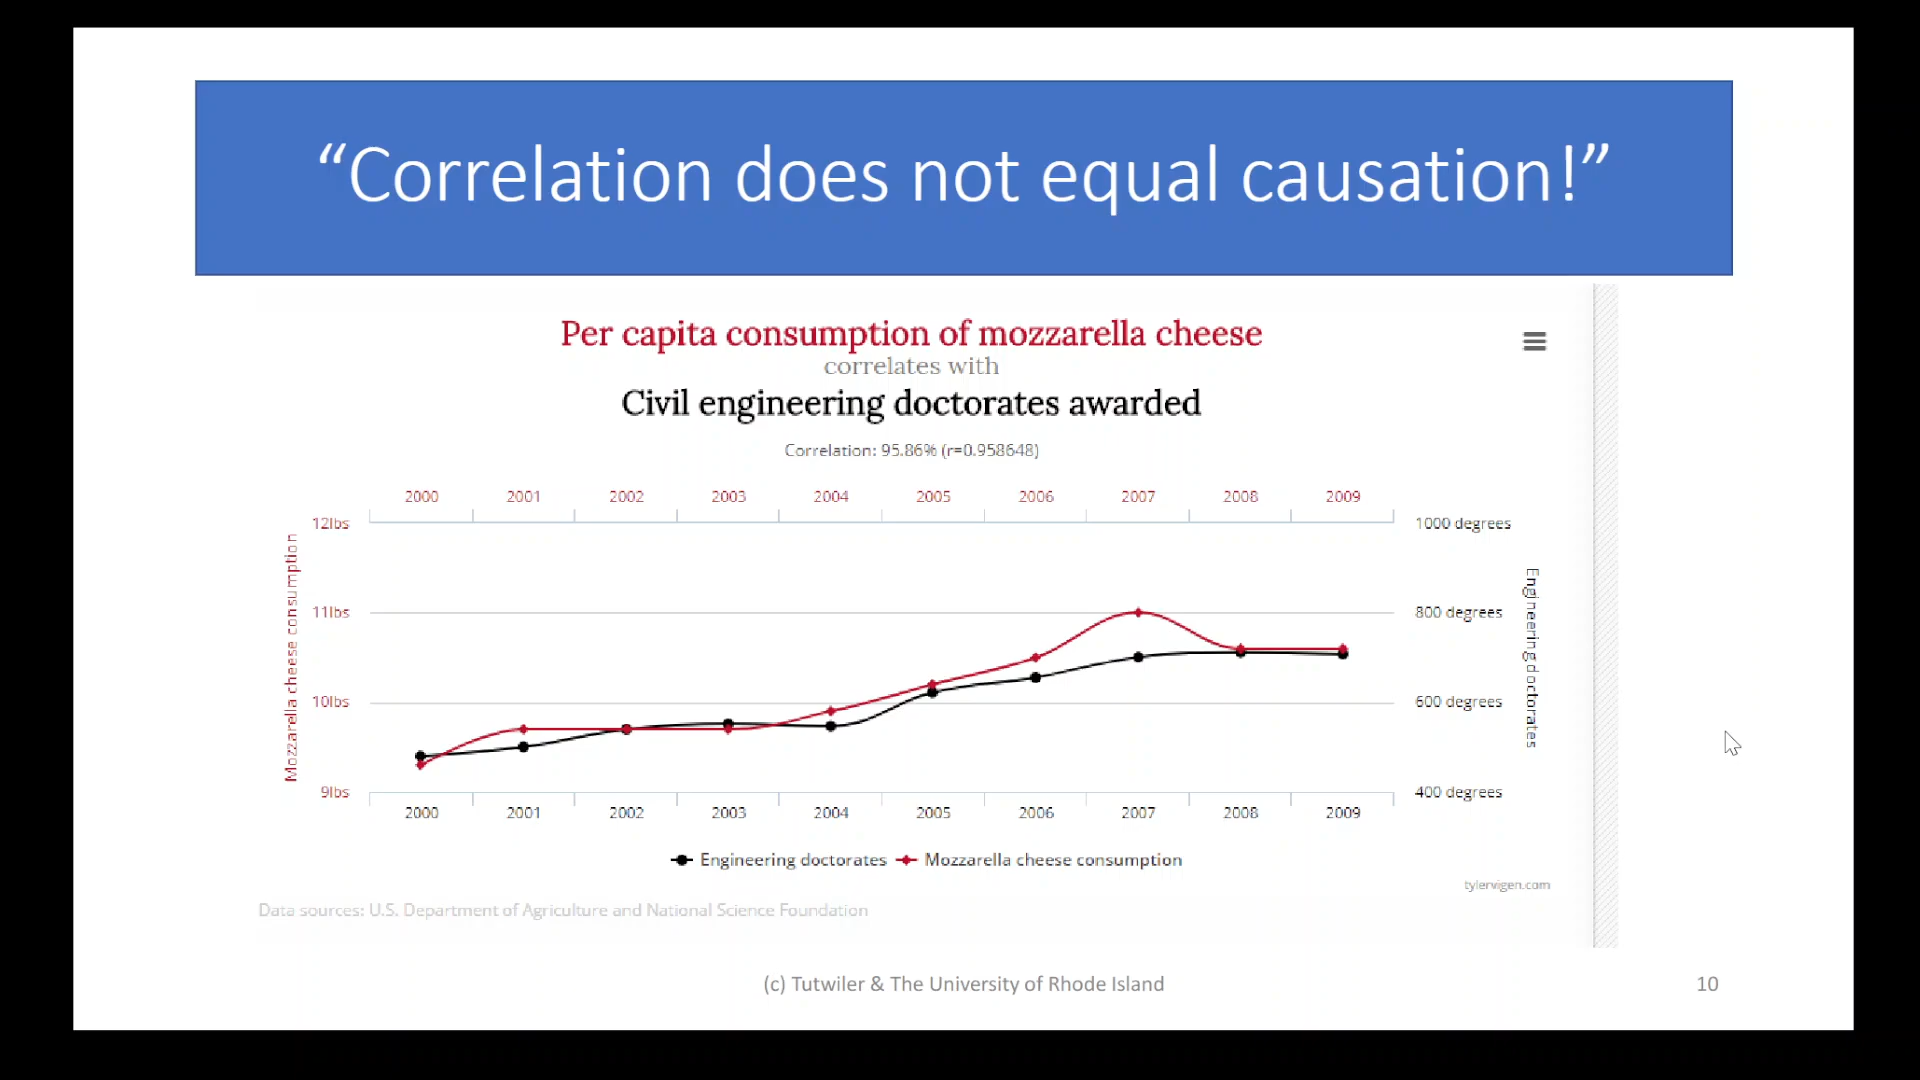 “Correlation does not equal causation!”
Per capita consumption of mozzarella cheese
correlates with
Civil engineering doctorates awarded
Correlation: 95.86% (r=0.958648)
2000 2001 2002 2003 2004 2005 2006 2007 2008 2009
12lbs 1000 degrees
11lbs 800 degrees
10lbs 600 degrees
9lbs 400 degrees
Mozzarella cheese consumption
Engineering doctorates
2000 2001 2002 2003 2004 2005 2006 2007 2008 2009
Engineering doctorates Mozzarella cheese consumption
tylervigen.com
Data sources: U.S. Department of Agriculture and National Science Foundation
(c) Tutwiler & The University of Rhode Island 10